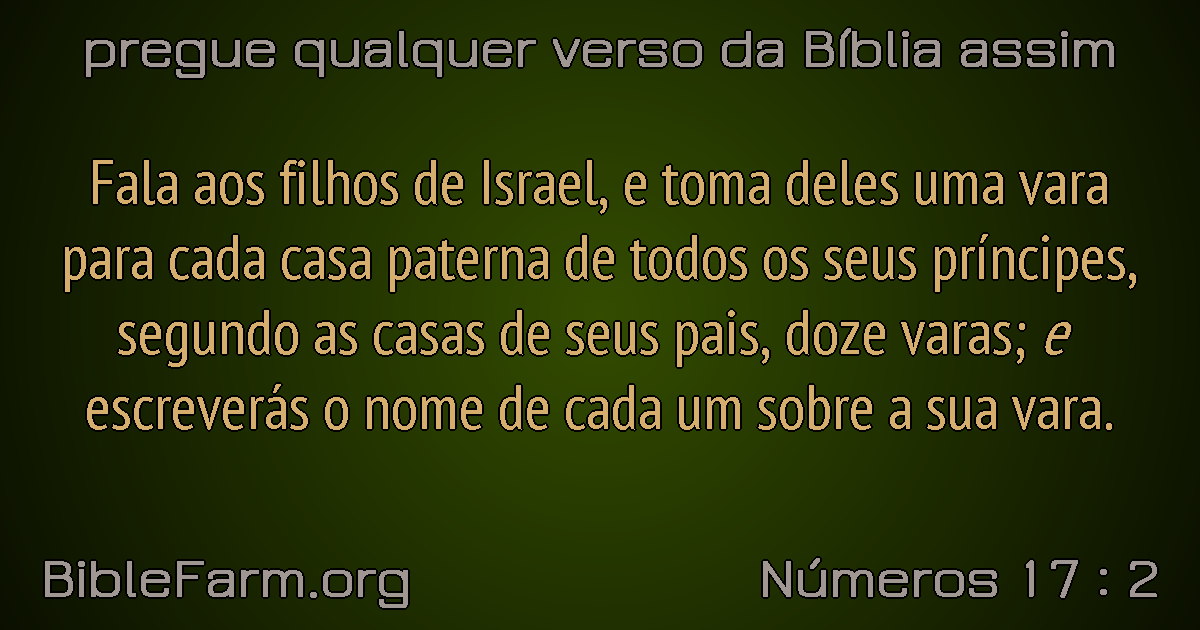 pregue qualquer verso da Bíblia assim
Fala aos filhos de Israel, e toma deles uma vara
para cada casa paterna de todos os seus príncipes,
segundo as casas de seus pais, doze varas; e
escreverás o nome de cada um sobre a sua vara.
BibleFarm.org
Números 17 : 2